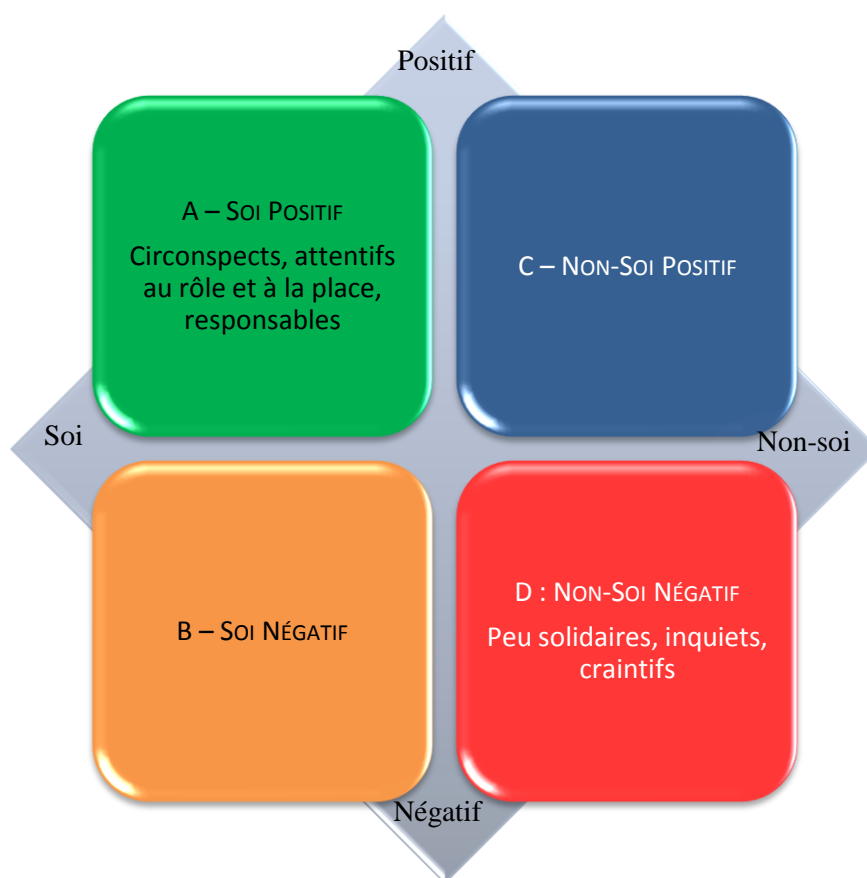 Positif
A – Soi Positif
Circonspects, attentifs
au rôle et à la place,
responsables
C – Non-Soi Positif
Soi
Non-soi
B – Soi Négatif
D : Non-Soi Négatif
Peu solidaires, inquiets,
craintifs
Négatif